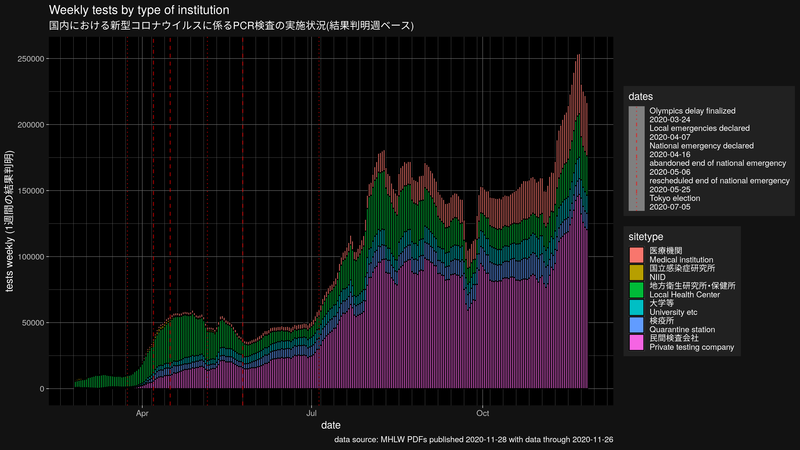 Weekly tests by type of institution
国内における新型コロナウイルスに係るPCR検査の実施状況(結果判明週ベース)
tests weekly (1週間の結果判明)
250000
200000
150000
100000
50000
0
Apr
Jul
Oct
date
data source: MHLW PDFs published 2020-11-28 with data through 2020-11-26
dates
Olympics delay finalized
2020-03-24
Local emergencies declared
2020-04-07
National emergency declared
2020-04-16
abandoned end of national emergency
2020-05-06
rescheduled end of national emergency
2020-05-25
Tokyo election
2020-07-05
sitetype
医療機関
Medical institution
国立感染症研究所
NIID
地方衛生研究所・保健所
Local Health Center
大学等
University etc
検疫所
Quarantine station
民間検査会社
Private testing company